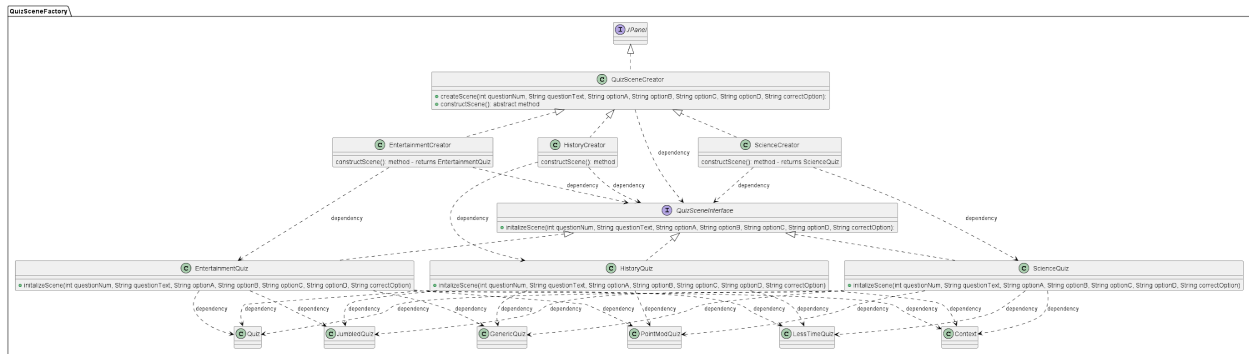 QuizSceneFactory
I JPanel
C QuizSceneCreator
createScene(int questionNum, String questionText, String optionA, String optionB, String optionC, String optionD, String correctOption):
constructScene(): abstract method
C EntertainmentCreator
constructScene(): method - returns EntertainmentQuiz
C HistoryCreator
constructScene(): method
C ScienceCreator
constructScene(): method - returns ScienceQuiz
dependency
dependency
dependency
dependency
dependency
dependency
dependency
I QuizSceneInterface
initalizeScene(int questionNum, String questionText, String optionA, String optionB, String optionC, String optionD, String correctOption):
C EntertainmentQuiz
initalizeScene(int questionNum, String questionText, String optionA, String optionB, String optionC, String optionD, String correctOption)
C HistoryQuiz
initalizeScene(int questionNum, String questionText, String optionA, String optionB, String optionC, String optionD, String correctOption)
C ScienceQuiz
initalizeScene(int questionNum, String questionText, String optionA, String optionB, String optionC, String optionD, String correctOption)
dependency dependency dependency dependency dependency dependency dependency dependency dependency dependency dependency dependency dependency dependency dependency dependency dependency dependency
C Quiz
C JumbledQuiz
C GenericQuiz
C PointModQuiz
C LessTimeQuiz
C Context